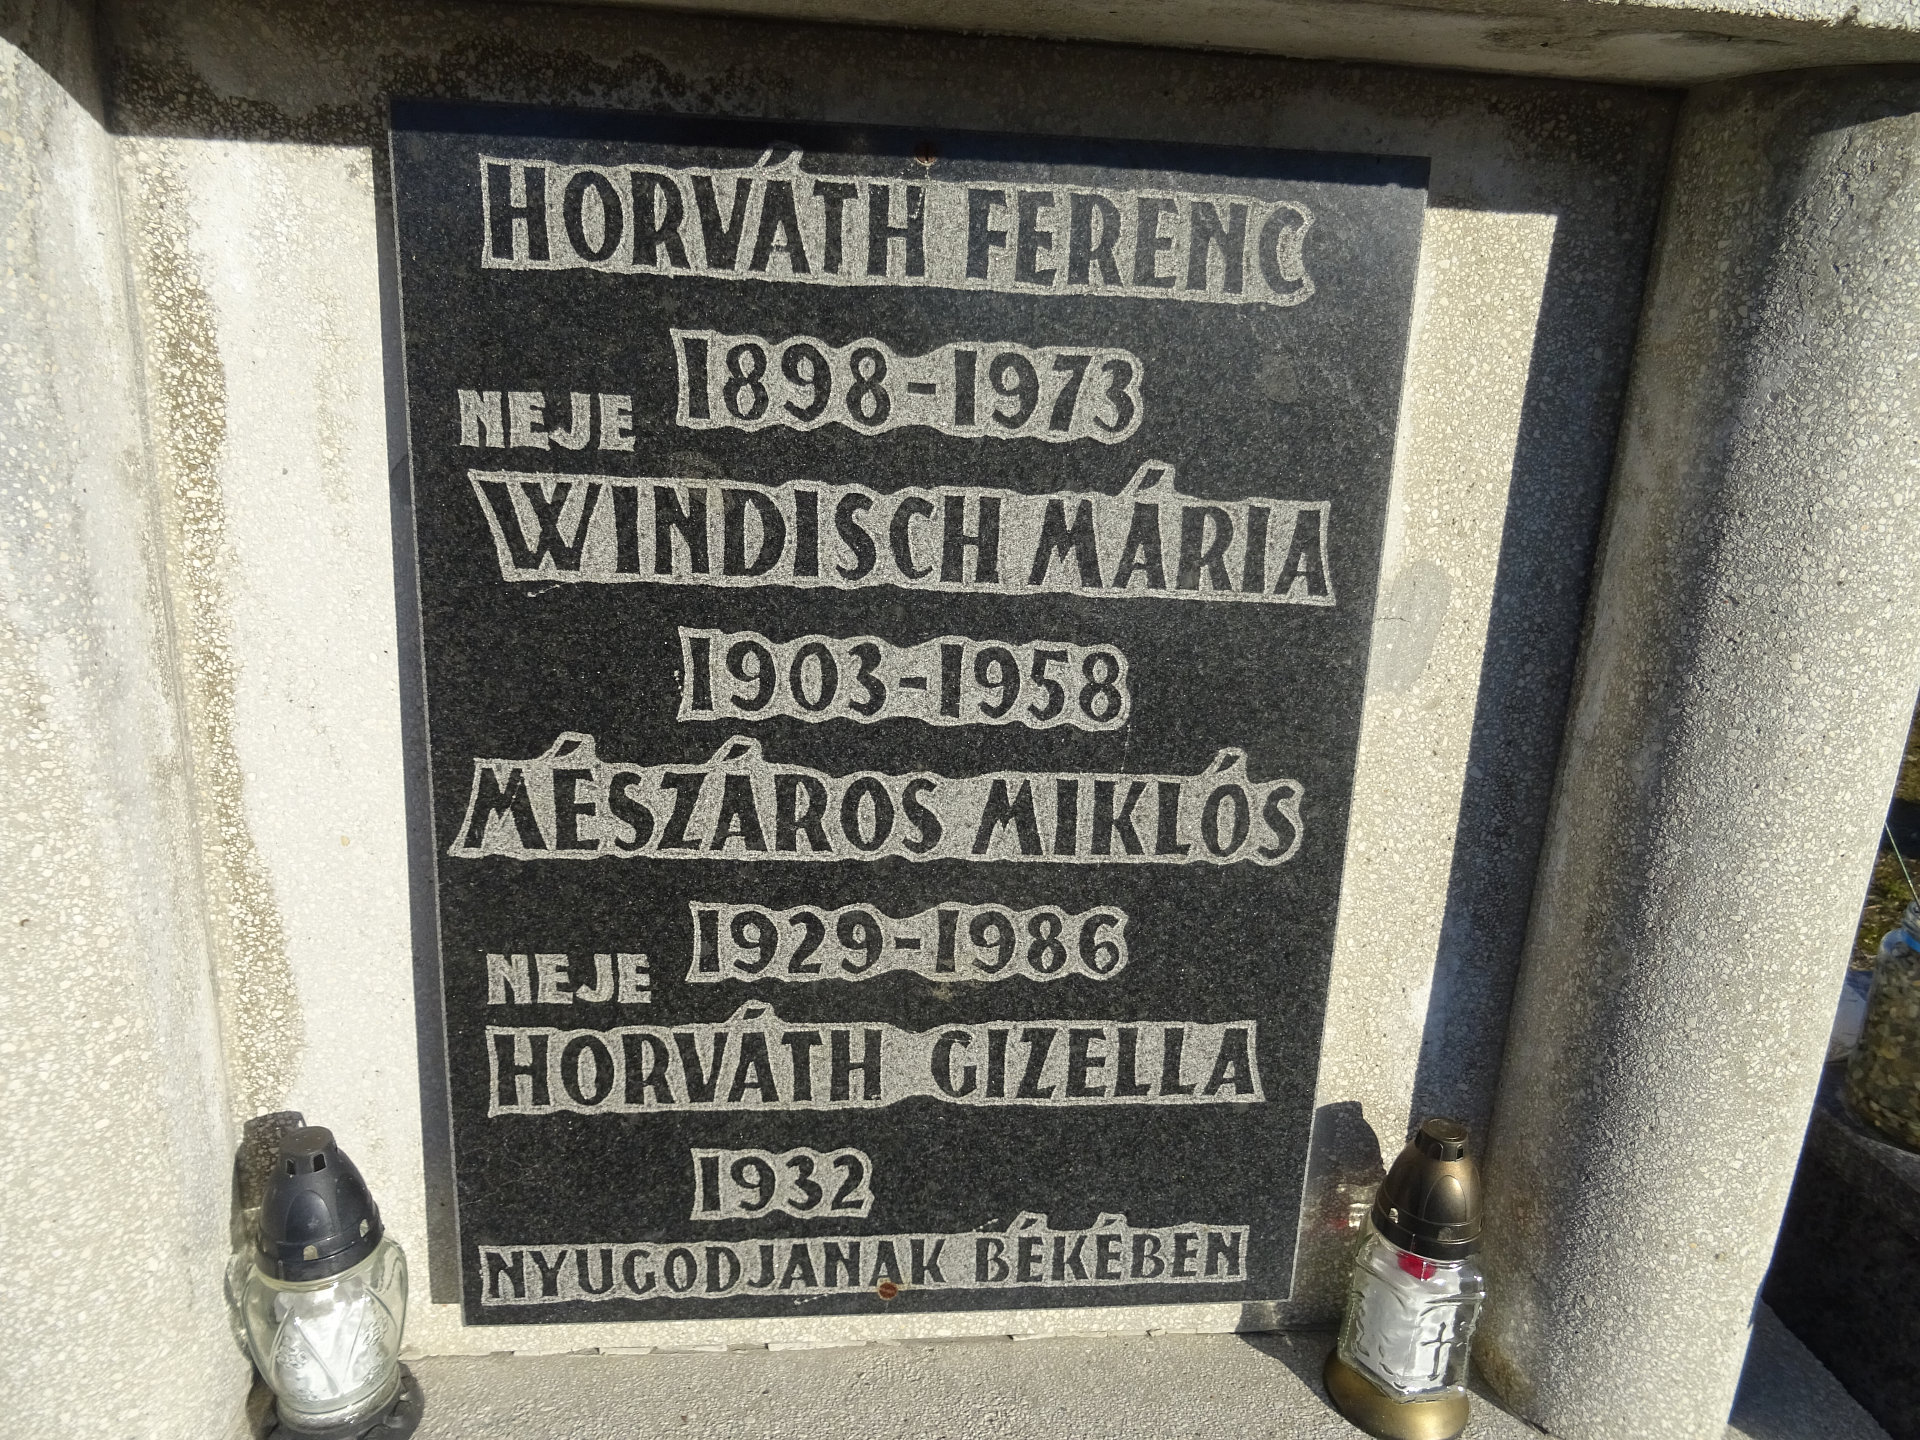 HORVÁTH FERENC
1898-1973
NEJE
WINDISCH MÁRIA
1903-1958
MÉSZÁROS MIKLÓS
1929-1986
NEJE
HORVÁTH GIZELLA
1932
NYUGODJANAK BÉKÉBEN